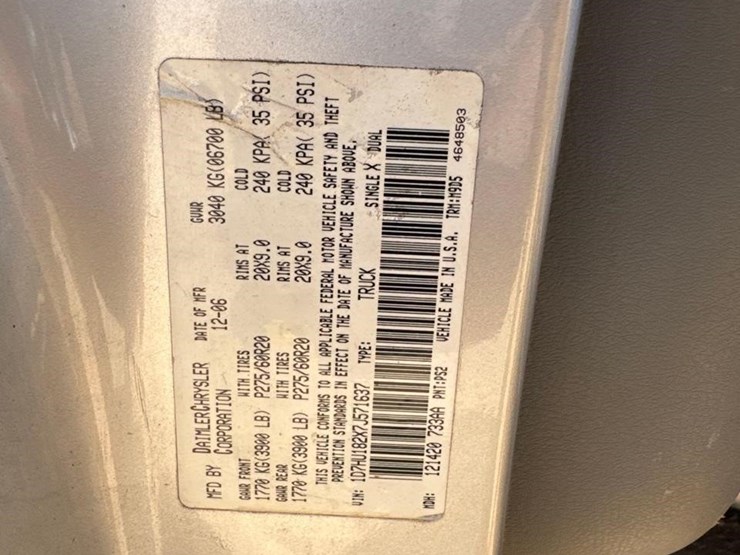 MFD BY DAIMLERCHRYSLER CORPORATION DATE OF MFR 12-06 GVWR 3040 KG(06700 LB)
GAWR FRONT WITH TIRES RIMS AT COLD
1770 KG(3900 LB) P275/60R20 20X9.0 240 KPA( 35 PSI)
GAWR REAR WITH TIRES RIMS AT COLD
1770 KG(3900 LB) P275/60R20 20X9.0 240 KPA( 35 PSI)
THIS VEHICLE CONFORMS TO ALL APPLICABLE FEDERAL MOTOR VEHICLE SAFETY AND THEFT
PREVENTION STANDARDS IN EFFECT ON THE DATE OF MANUFACTURE SHOWN ABOVE.
VIN: 1D7HU182X7J571637 TYPE: TRUCK SINGLE X DUAL
MDH: 121420 733AA PNT:PS2 VEHICLE MADE IN U.S.A. TRM:M9D5 4648503